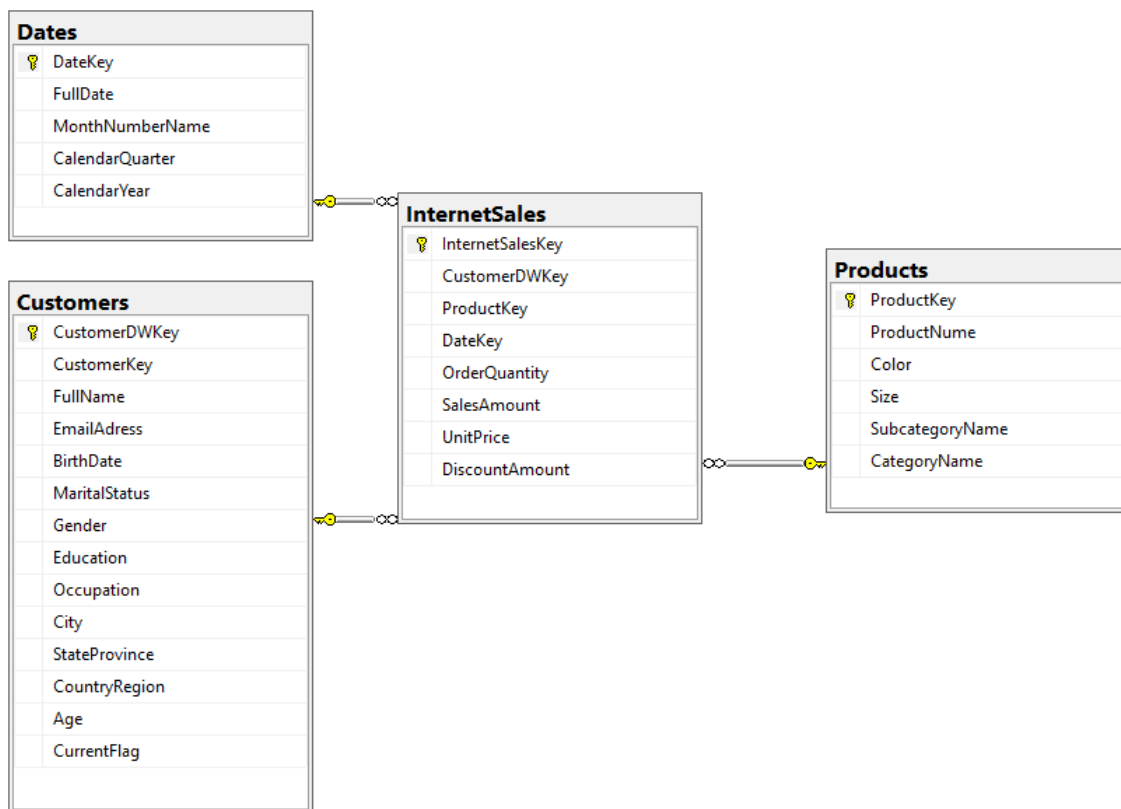 Dates
DateKey
FullDate
MonthNumberName
CalendarQuarter
CalendarYear
Customers
CustomerDWKey
CustomerKey
FullName
EmailAdress
BirthDate
MaritalStatus
Gender
Education
Occupation
City
StateProvince
CountryRegion
Age
CurrentFlag
InternetSales
InternetSalesKey
CustomerDWKey
ProductKey
DateKey
OrderQuantity
SalesAmount
UnitPrice
DiscountAmount
Products
ProductKey
ProductNume
Color
Size
SubcategoryName
CategoryName